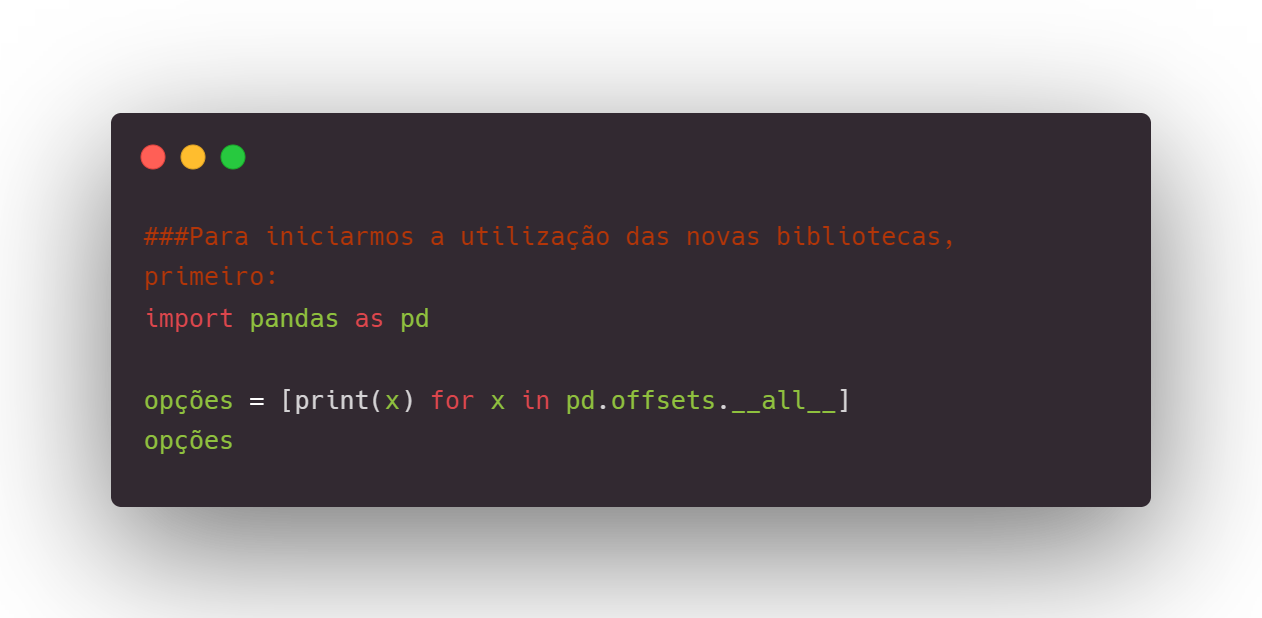 ###Para iniciarmos a utilização das novas bibliotecas,
primeiro:
import pandas as pd
opções = [print(x) for x in pd.offsets.__all__]
opções